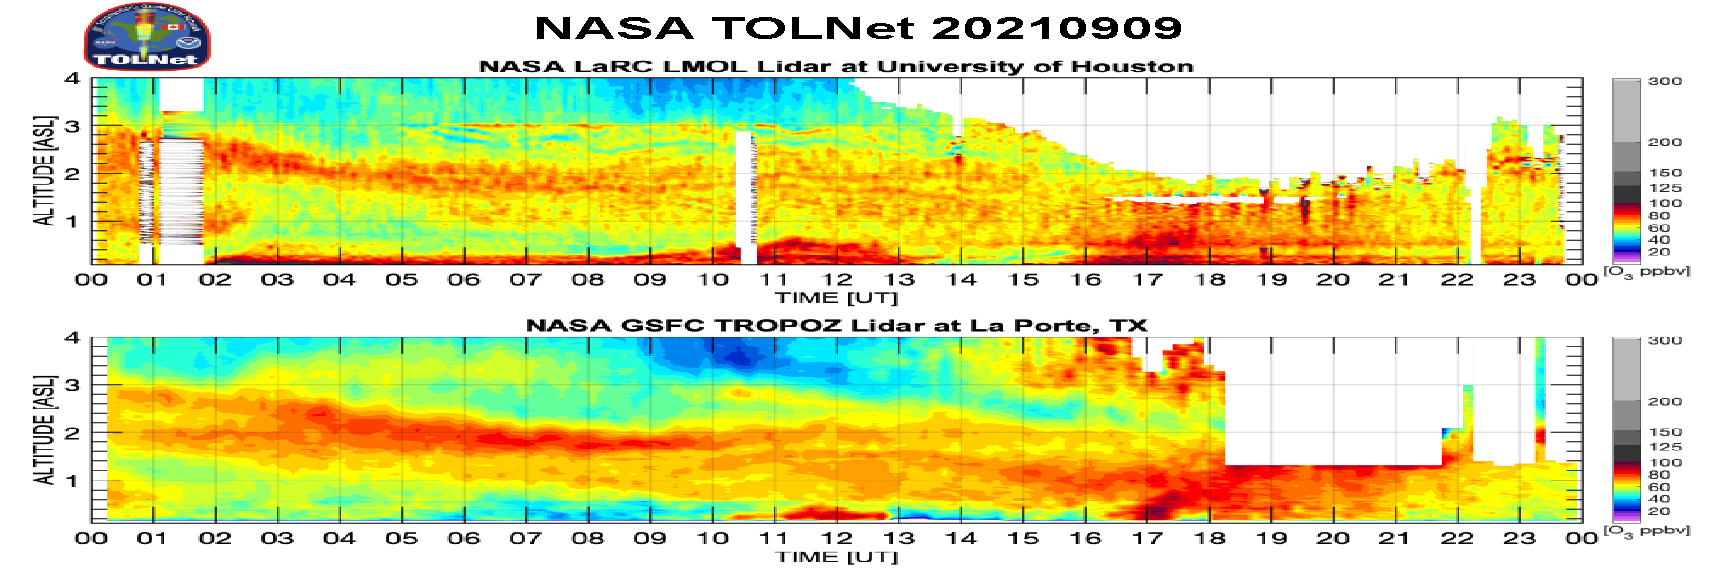 NASA TOLNet 20210909
TOLNet
NASA LaRC LMOL Lidar at University of Houston
ALTITUDE [ASL]
4
3
2
1
00 01 02 03 04 05 06 07 08 09 10 11 12 13 14 15 16 17 18 19 20 21 22 23 00
TIME [UT]
300
200
150
125
100
80
60
40
20
[O3 ppbv]
NASA GSFC TROPOZ Lidar at La Porte, TX
ALTITUDE [ASL]
4
3
2
1
00 01 02 03 04 05 06 07 08 09 10 11 12 13 14 15 16 17 18 19 20 21 22 23 00
TIME [UT]
300
200
150
125
100
80
60
40
20
[O3 ppbv]